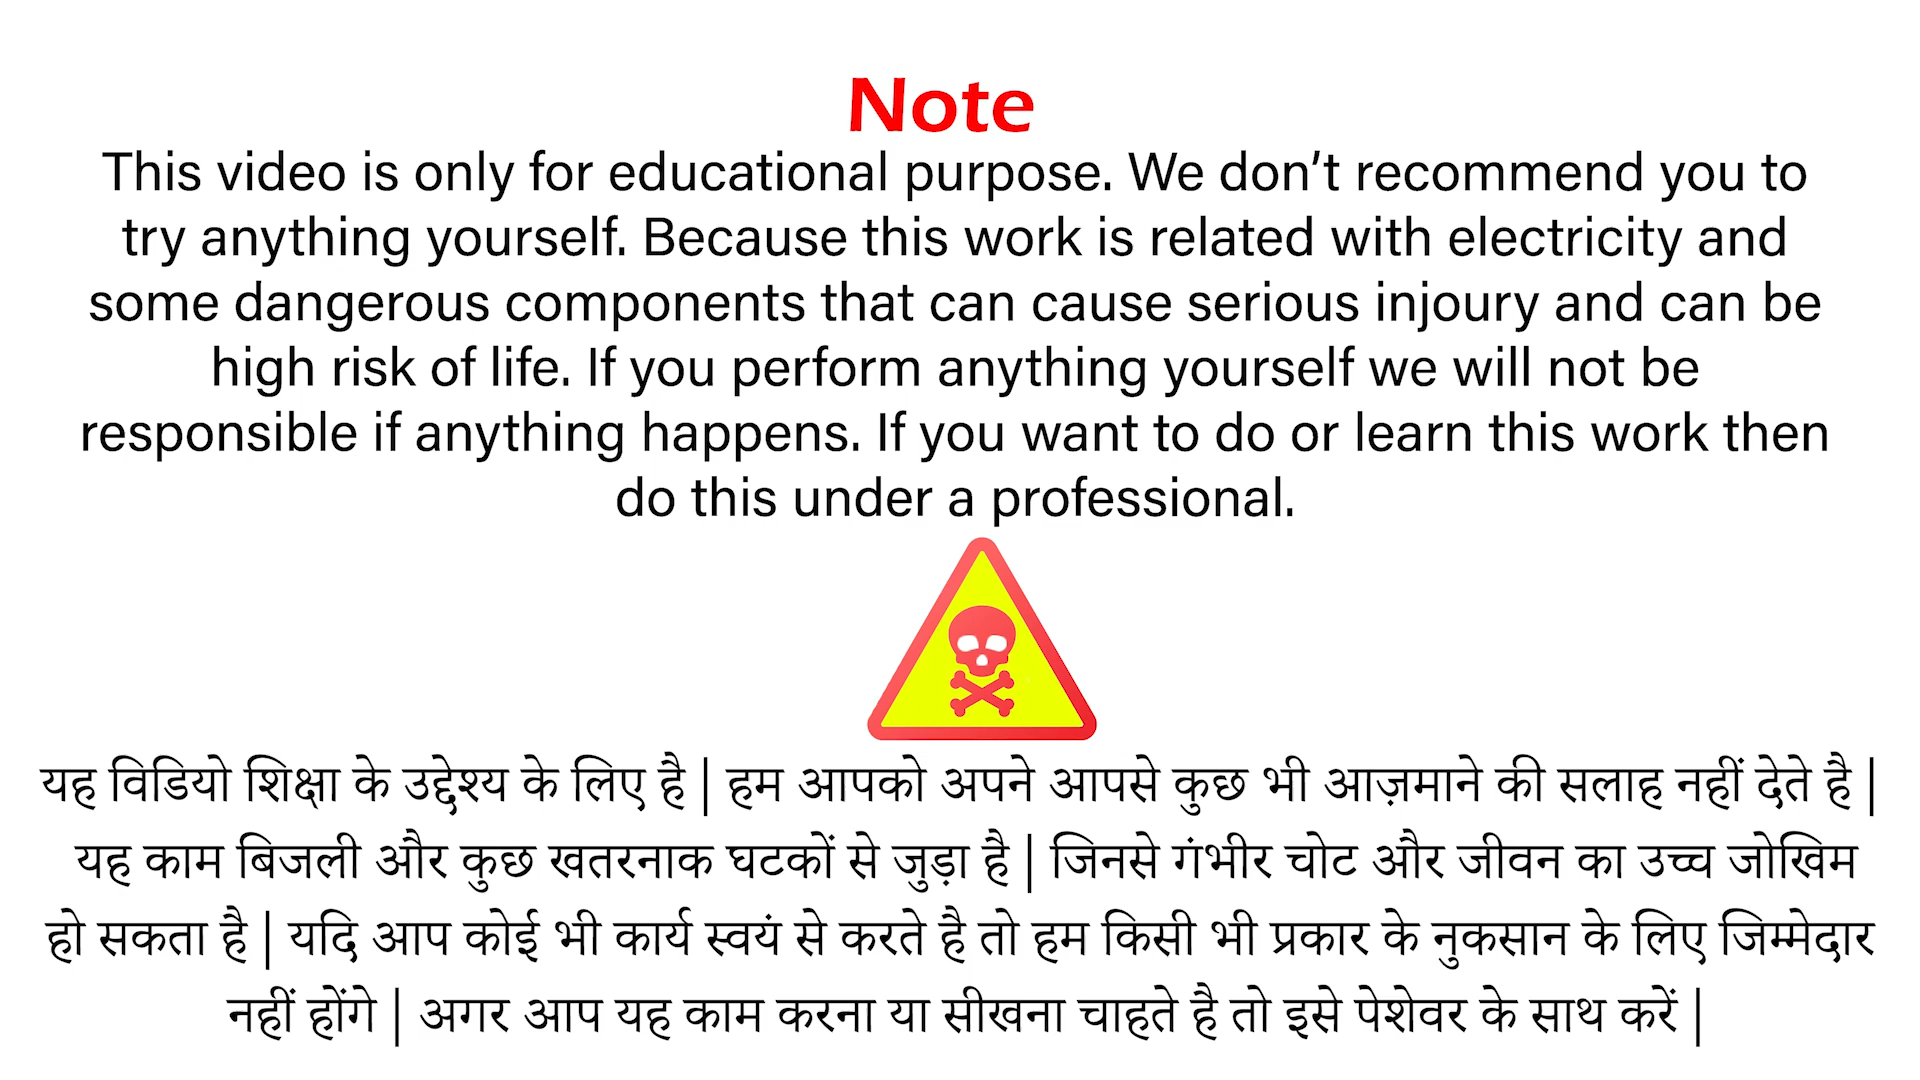 Note
This video is only for educational purpose. We don’t recommend you to
try anything yourself. Because this work is related with electricity and
some dangerous components that can cause serious injoury and can be
high risk of life. If you perform anything yourself we will not be
responsible if anything happens. If you want to do or learn this work then
do this under a professional.
यह विडियो शिक्षा के उद्देश्य के लिए है | हम आपको अपने आपसे कुछ भी आज़माने की सलाह नहीं देते है |
यह काम बिजली और कुछ खतरनाक घटकों से जुड़ा है | जिनसे गंभीर चोट और जीवन का उच्च जोखिम
हो सकता है | यदि आप कोई भी कार्य स्वयं से करते है तो हम किसी भी प्रकार के नुकसान के लिए जिम्मेदार
नहीं होंगे | अगर आप यह काम करना या सीखना चाहते है तो इसे पेशेवर के साथ करें |